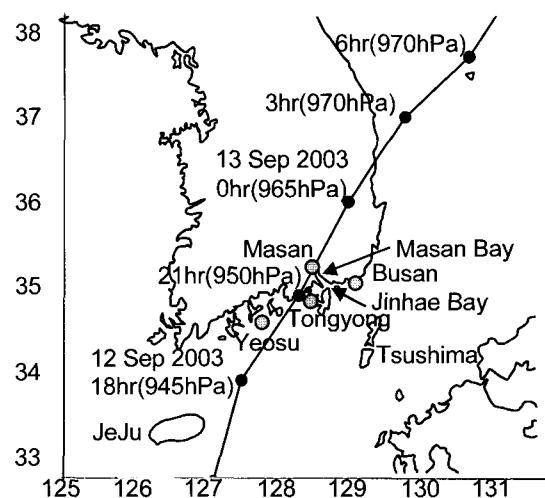 38
6hr(970hPa)
37
3hr(970hPa)
13 Sep 2003
36
0hr(965hPa)
Masan
Masan Bay
21hr(950hPa)
Busan
35
Jinhae Bay
Tongyong
Yeosu
12 Sep 2003
Tsushima
34
18hr(945hPa)
JeJu
33
125 126 127 128 129 130 131